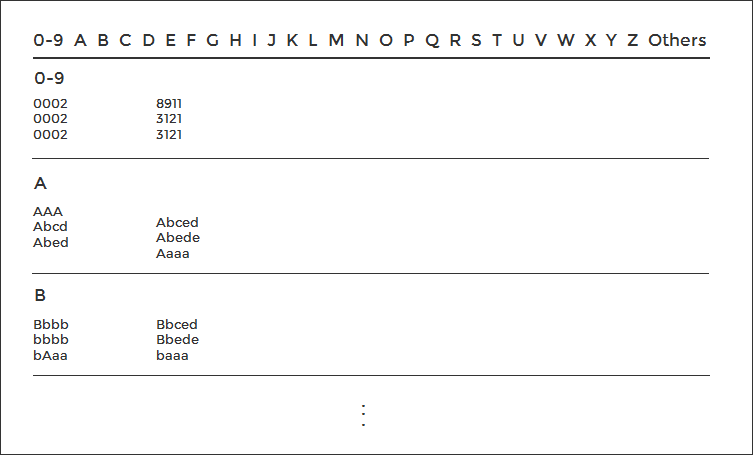 0-9 A B C D E F G H I J K L M N O P Q R S T U V W X Y Z Others
0-9
0002 8911
0002 3121
0002 3121
A
AAA
Abcd Abced
Abed Abede
Aaaa
B
Bbbb Bbced
bbbb Bbede
bAaa baaa